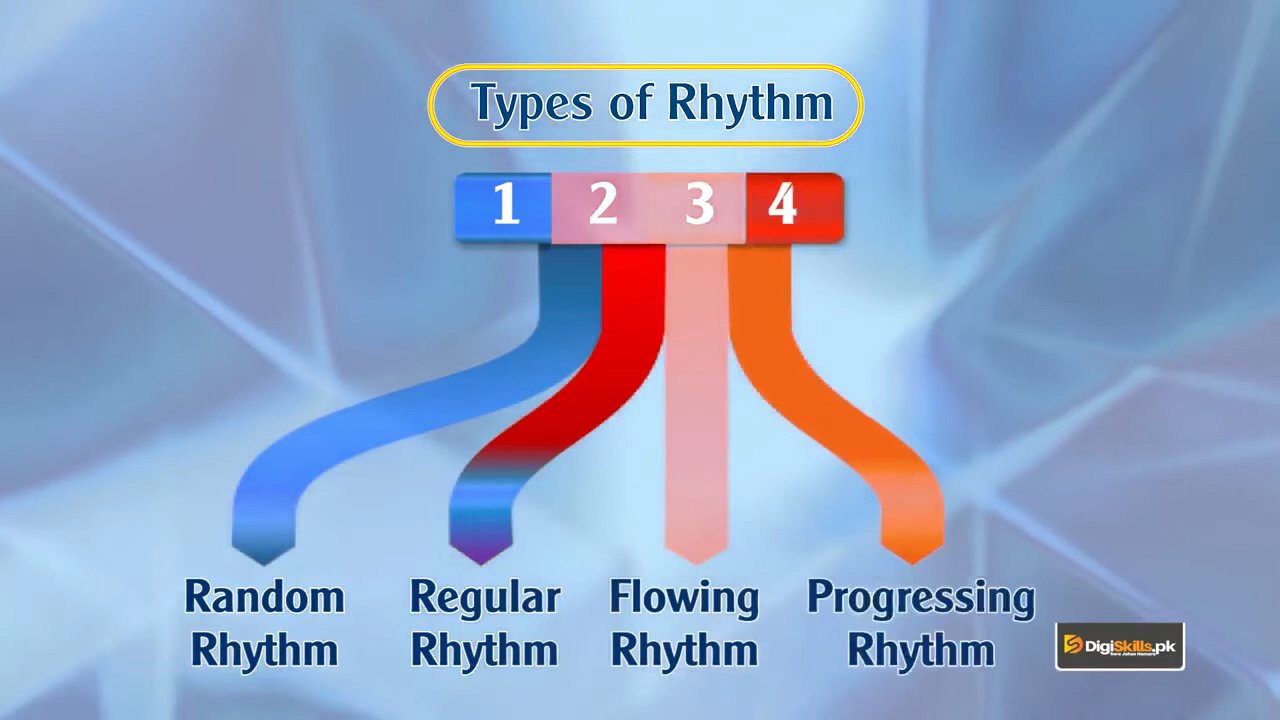 Types of Rhythm
1 2 3 4
Random Rhythm
Regular Rhythm
Flowing Rhythm
Progressing Rhythm
DigiSkills.pk